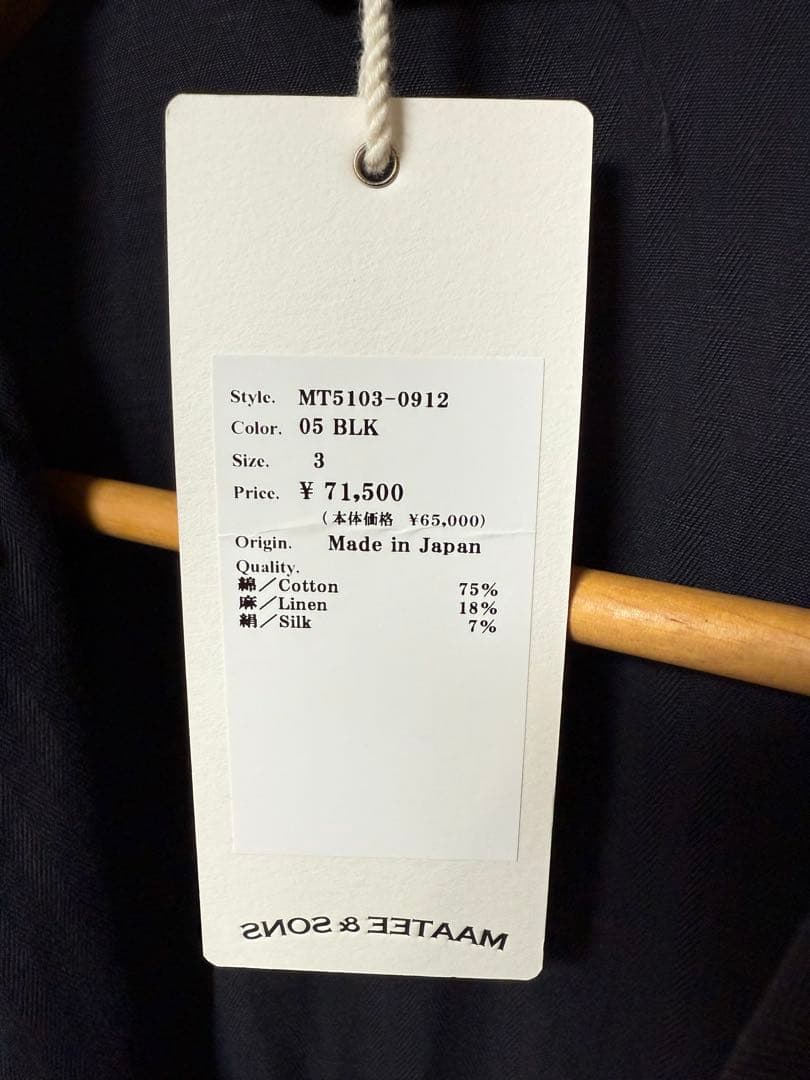 Style. MT5103-0912
Color. 05 BLK
Size. 3
Price. ¥ 71,500
(本体価格 ¥65,000)
Origin. Made in Japan
Quality.
綿／Cotton 75%
麻／Linen 18%
絹／Silk 7%
MAATEE & SONS